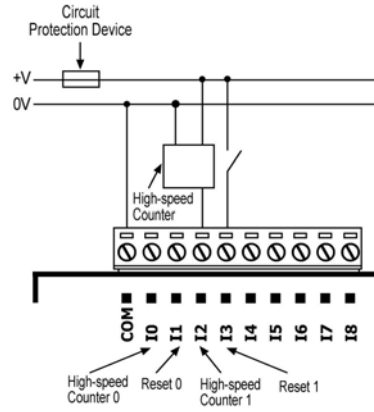 Circuit
Protection Device
+V
0V
High-speed
Counter
COM I0 I1 I2 I3 I4 I5 I6 I7 I8
High-speed
Counter 0
Reset 0
High-speed
Counter 1
Reset 1